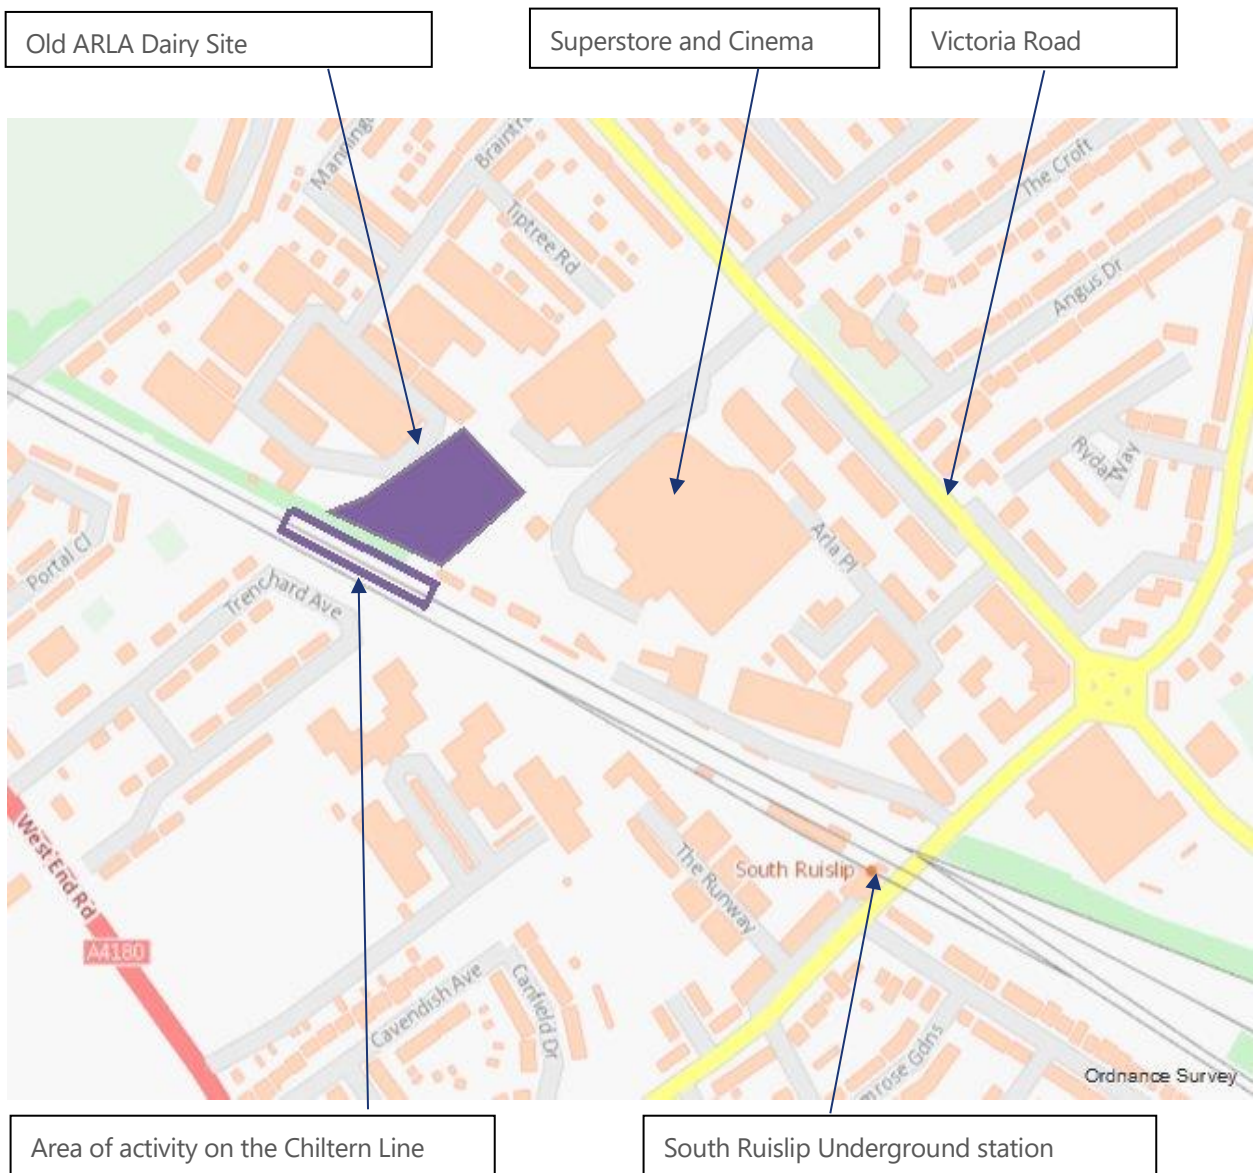 Old ARLA Dairy Site
Superstore and Cinema
Victoria Road
Tiptree Rd
The Croft
Angus Dr
Rydal Way
Arla Pl
Portal Cl
Trenchard Ave
West End Rd
A4180
South Ruislip
The Runway
Cavendish Ave
Canfield Dr
Ordnance Survey
Area of activity on the Chiltern Line
South Ruislip Underground station